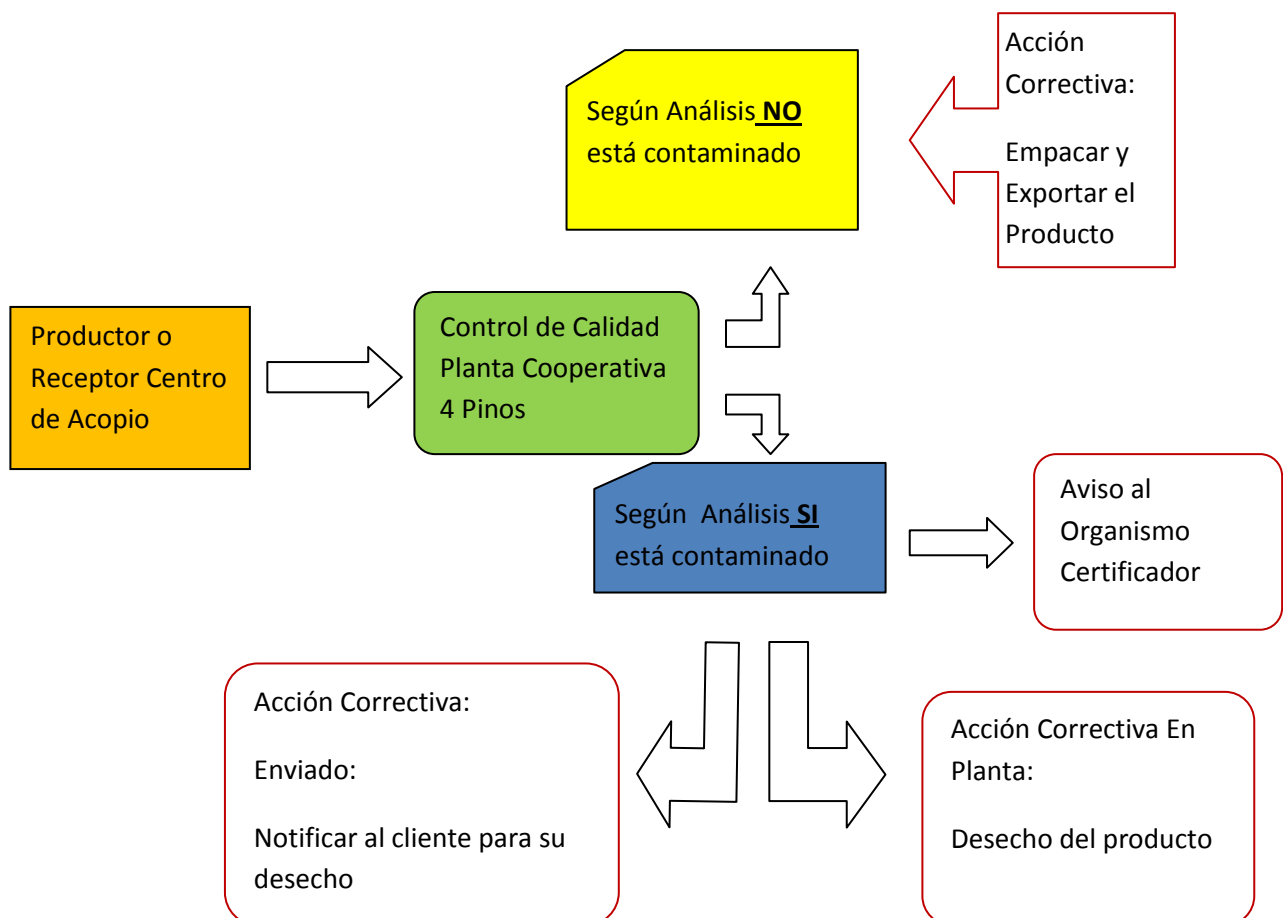 Acción
Correctiva:
Empacar y
Exportar el
Producto
Según Análisis NO
está contaminado
Productor o
Receptor Centro
de Acopio
Control de Calidad
Planta Cooperativa
4 Pinos
Según Análisis SI
está contaminado
Aviso al
Organismo
Certificador
Acción Correctiva:
Enviado:
Notificar al cliente para su
desecho
Acción Correctiva En
Planta:
Desecho del producto